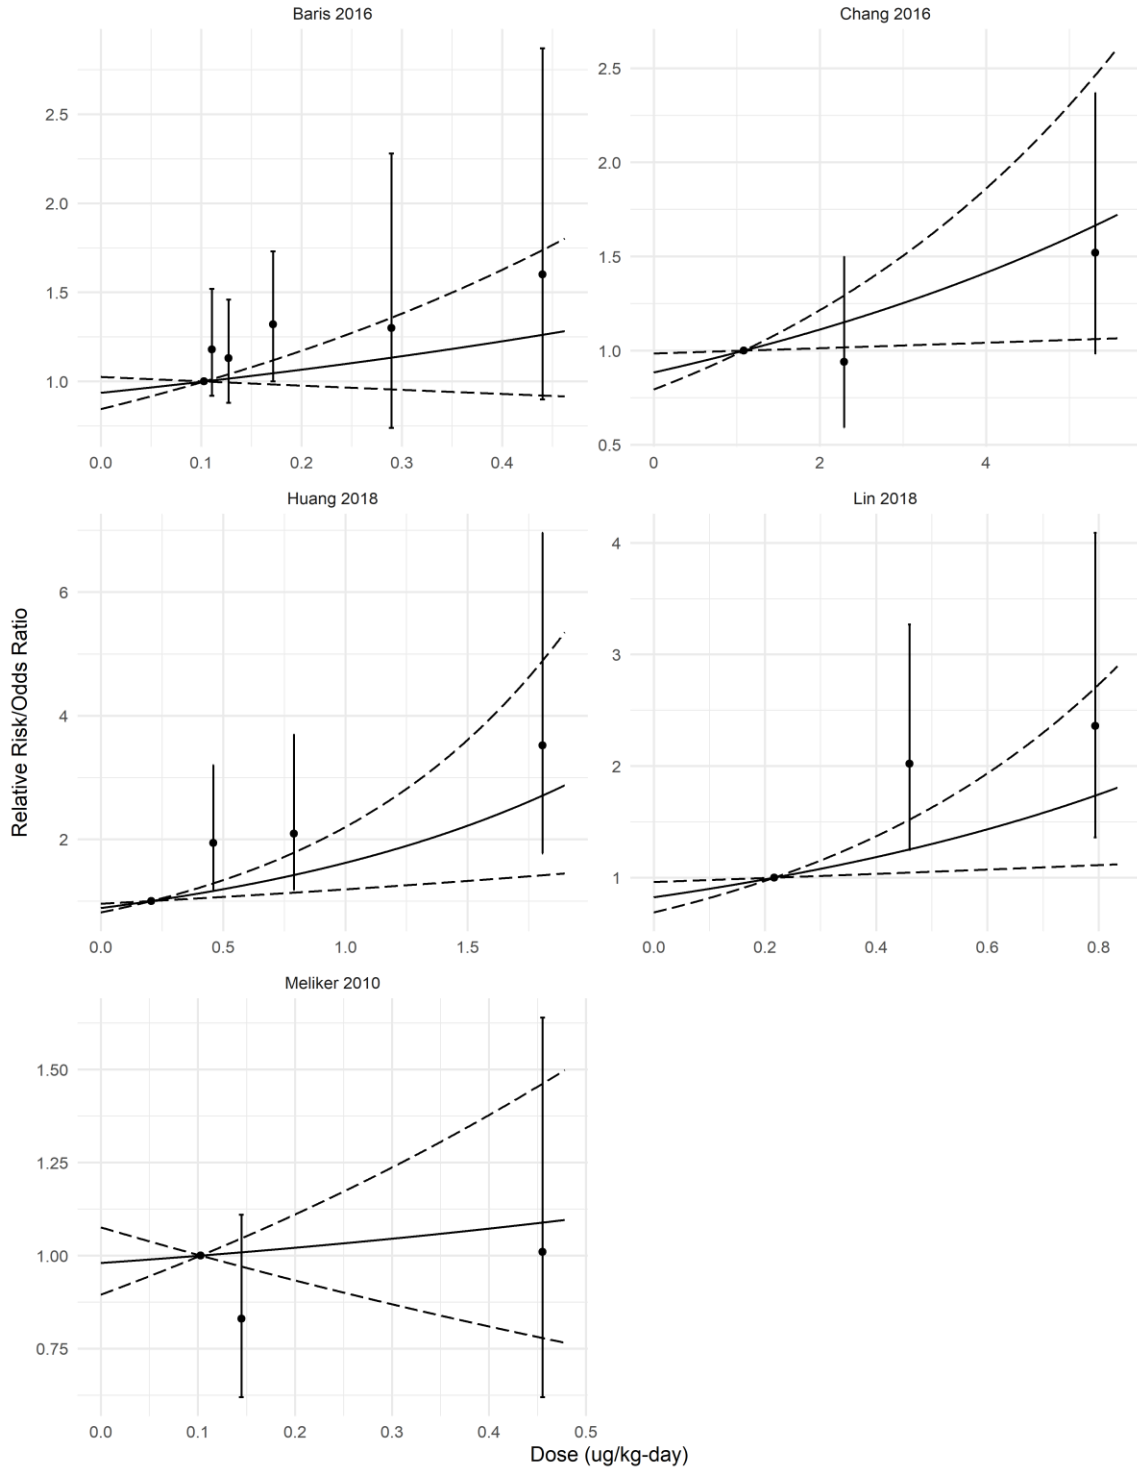 Baris 2016
Chang 2016
2.5
2.0
1.5
1.0
0.0 0.1 0.2 0.3 0.4
2.5
2.0
1.5
1.0
0.5
0 2 4
Huang 2018
Lin 2018
6
4
2
0.0 0.5 1.0 1.5
4
3
2
1
0.0 0.2 0.4 0.6 0.8
Relative Risk/Odds Ratio
Meliker 2010
1.50
1.25
1.00
0.75
0.0 0.1 0.2 0.3 0.4 0.5
Dose (ug/kg-day)